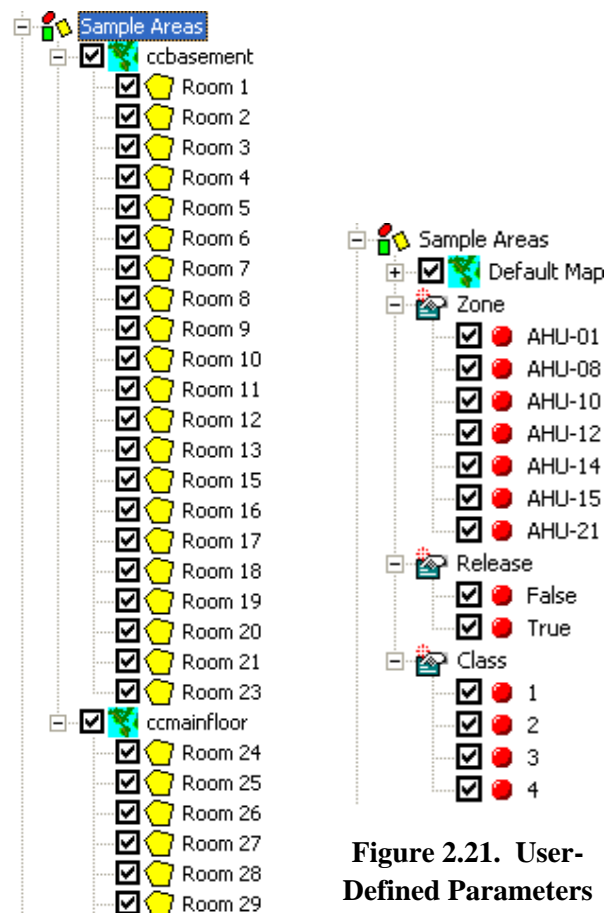 Sample Areas
ccbasement
Room 1
Room 2
Room 3
Room 4
Room 5
Room 6
Room 7
Room 8
Room 9
Room 10
Room 11
Room 12
Room 13
Room 15
Room 16
Room 17
Room 18
Room 19
Room 20
Room 21
Room 23
ccmainfloor
Room 24
Room 25
Room 26
Room 27
Room 28
Room 29
Sample Areas
Default Map
Zone
AHU-01
AHU-08
AHU-10
AHU-12
AHU-14
AHU-15
AHU-21
Release
False
True
Class
1
2
3
4
Figure 2.21. User-
Defined Parameters